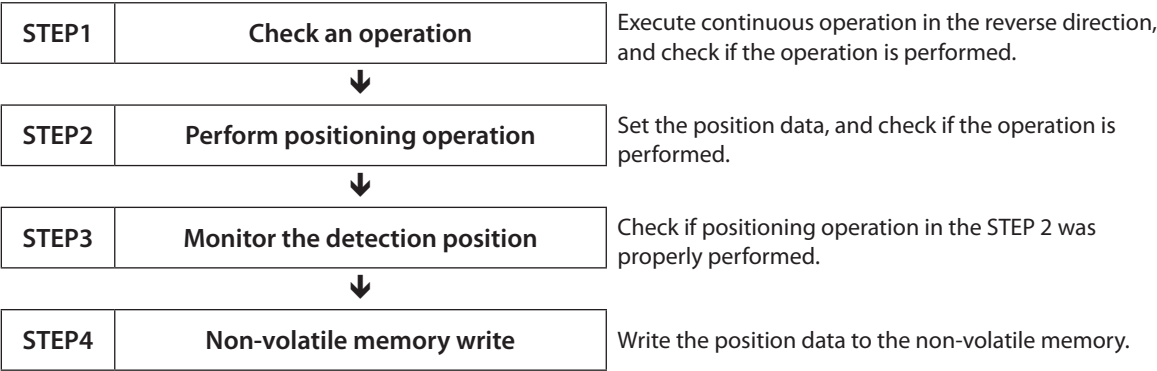 STEP1
Check an operation
Execute continuous operation in the reverse direction,
and check if the operation is performed.
STEP2
Perform positioning operation
Set the position data, and check if the operation is
performed.
STEP3
Monitor the detection position
Check if positioning operation in the STEP 2 was
properly performed.
STEP4
Non-volatile memory write
Write the position data to the non-volatile memory.